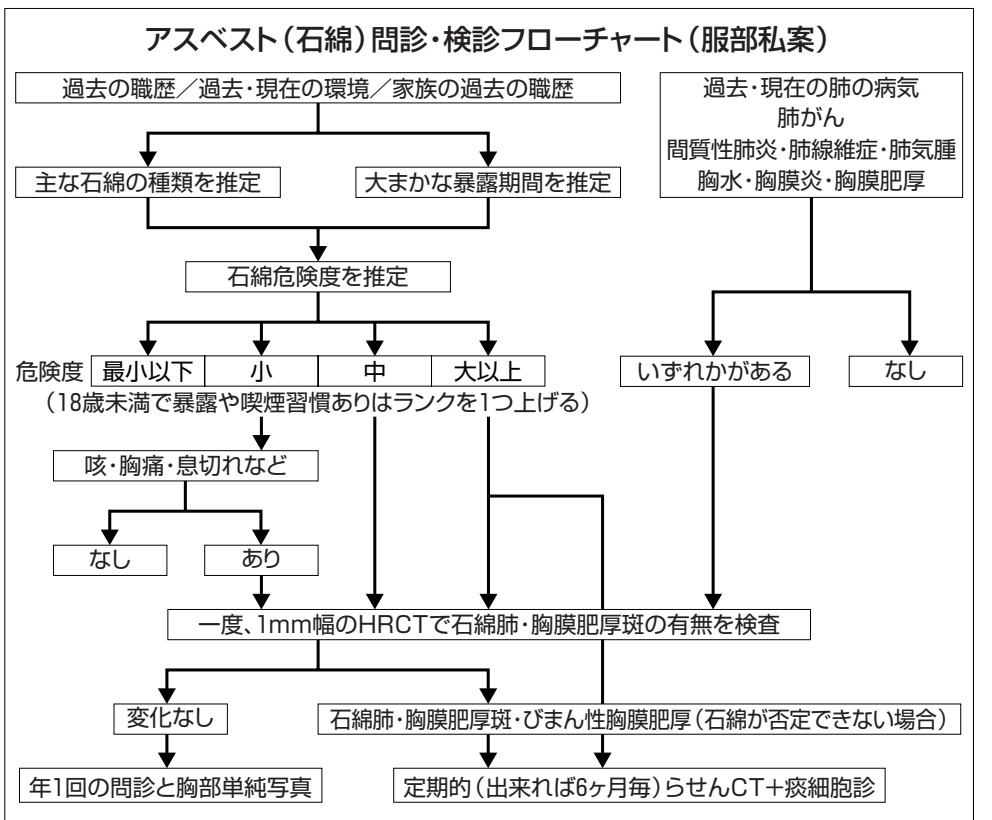 アスベスト(石綿)問診・検診フローチャート(服部私案)
過去の職歴／過去・現在の環境／家族の過去の職歴
主な石綿の種類を推定
大まかな暴露期間を推定
石綿危険度を推定
危険度 最小以下 小 中 大以上
(18歳未満で暴露や喫煙習慣ありはランクを1つ上げる)
咳・胸痛・息切れなど
なし
あり
過去・現在の肺の病気
肺がん
間質性肺炎・肺線維症・肺気腫
胸水・胸膜炎・胸膜肥厚
いずれかがある
なし
一度、1mm幅のHRCTで石綿肺・胸膜肥厚斑の有無を検査
変化なし
石綿肺・胸膜肥厚斑・びまん性胸膜肥厚(石綿が否定できない場合)
年1回の問診と胸部単純写真
定期的(出来れば6ヶ月毎)らせんCT+痰細胞診